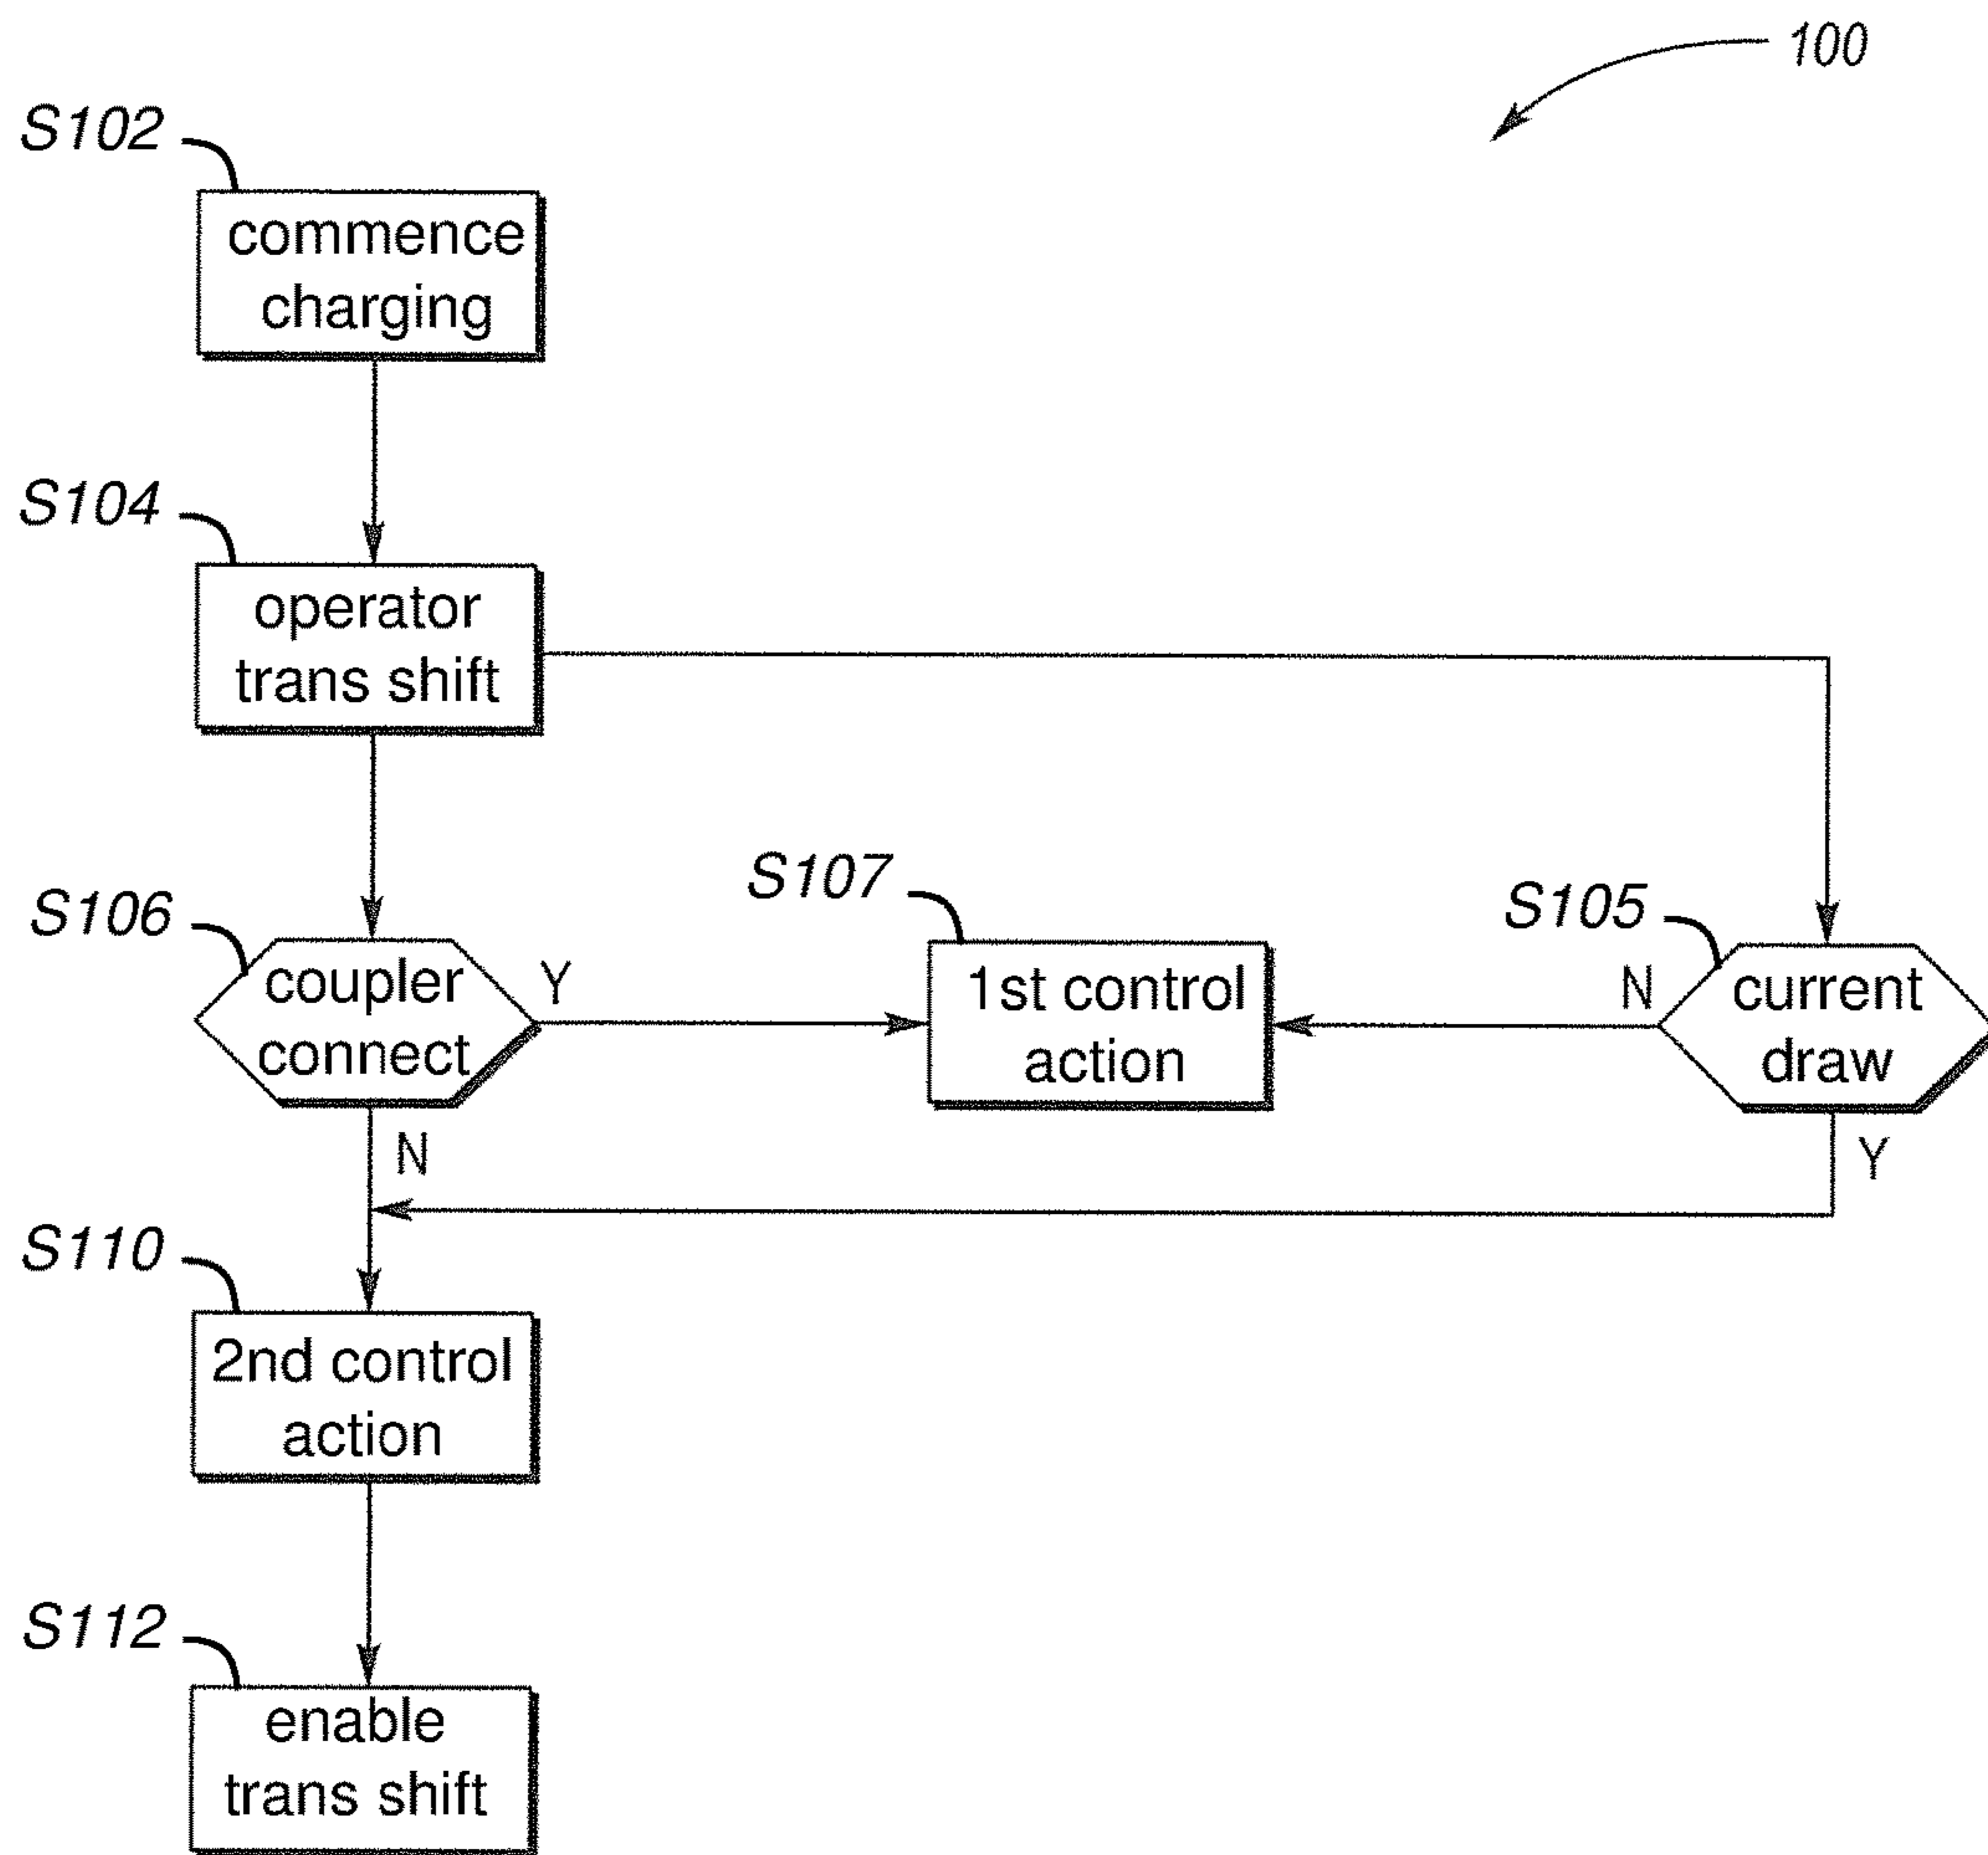 100
S102
commence
charging
S104
operator
trans shift
S106
coupler
connect
Y
N
S107
1st control
action
S105
current
draw
N
Y
S110
2nd control
action
S112
enable
trans shift